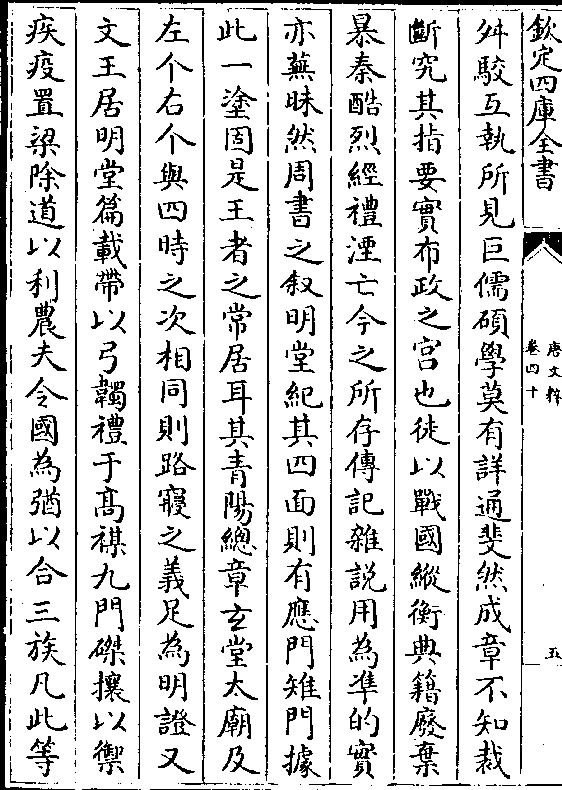 欽定四庫全書
唐文粹
卷四十
五
舛駮互執所見巨儒碩學莫有詳通斐然成章不知裁
斷究其指要實布政之宮也徒以戰國縱衡典籍廢棄
暴秦酷烈經禮湮亡今之所存傳記雜說用為凖的實
亦蕪昧然周書之叙明堂紀其四面則有應門雉門據
此一塗固是王者之常居耳其青陽總章玄堂太廟及
左个右个與四時之次相同則路寢之義足為明證又
文王居明堂篇載帶以弓韣禮于髙禖九門磔攘以禦
疾疫置梁除道以利農夫令國為酒以合三族凡此等